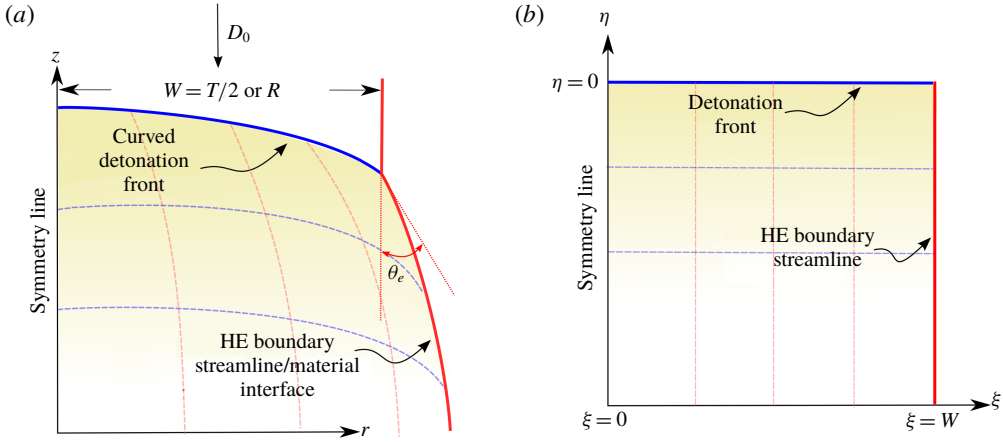 (a)
D₀
z
W = T/2 or R
Curved
detonation
front
Symmetry line
θₑ
HE boundary
streamline/material
interface
r
(b)
η
η=0
Detonation
front
Symmetry line
HE boundary
streamline
ξ
ξ=0
ξ=W